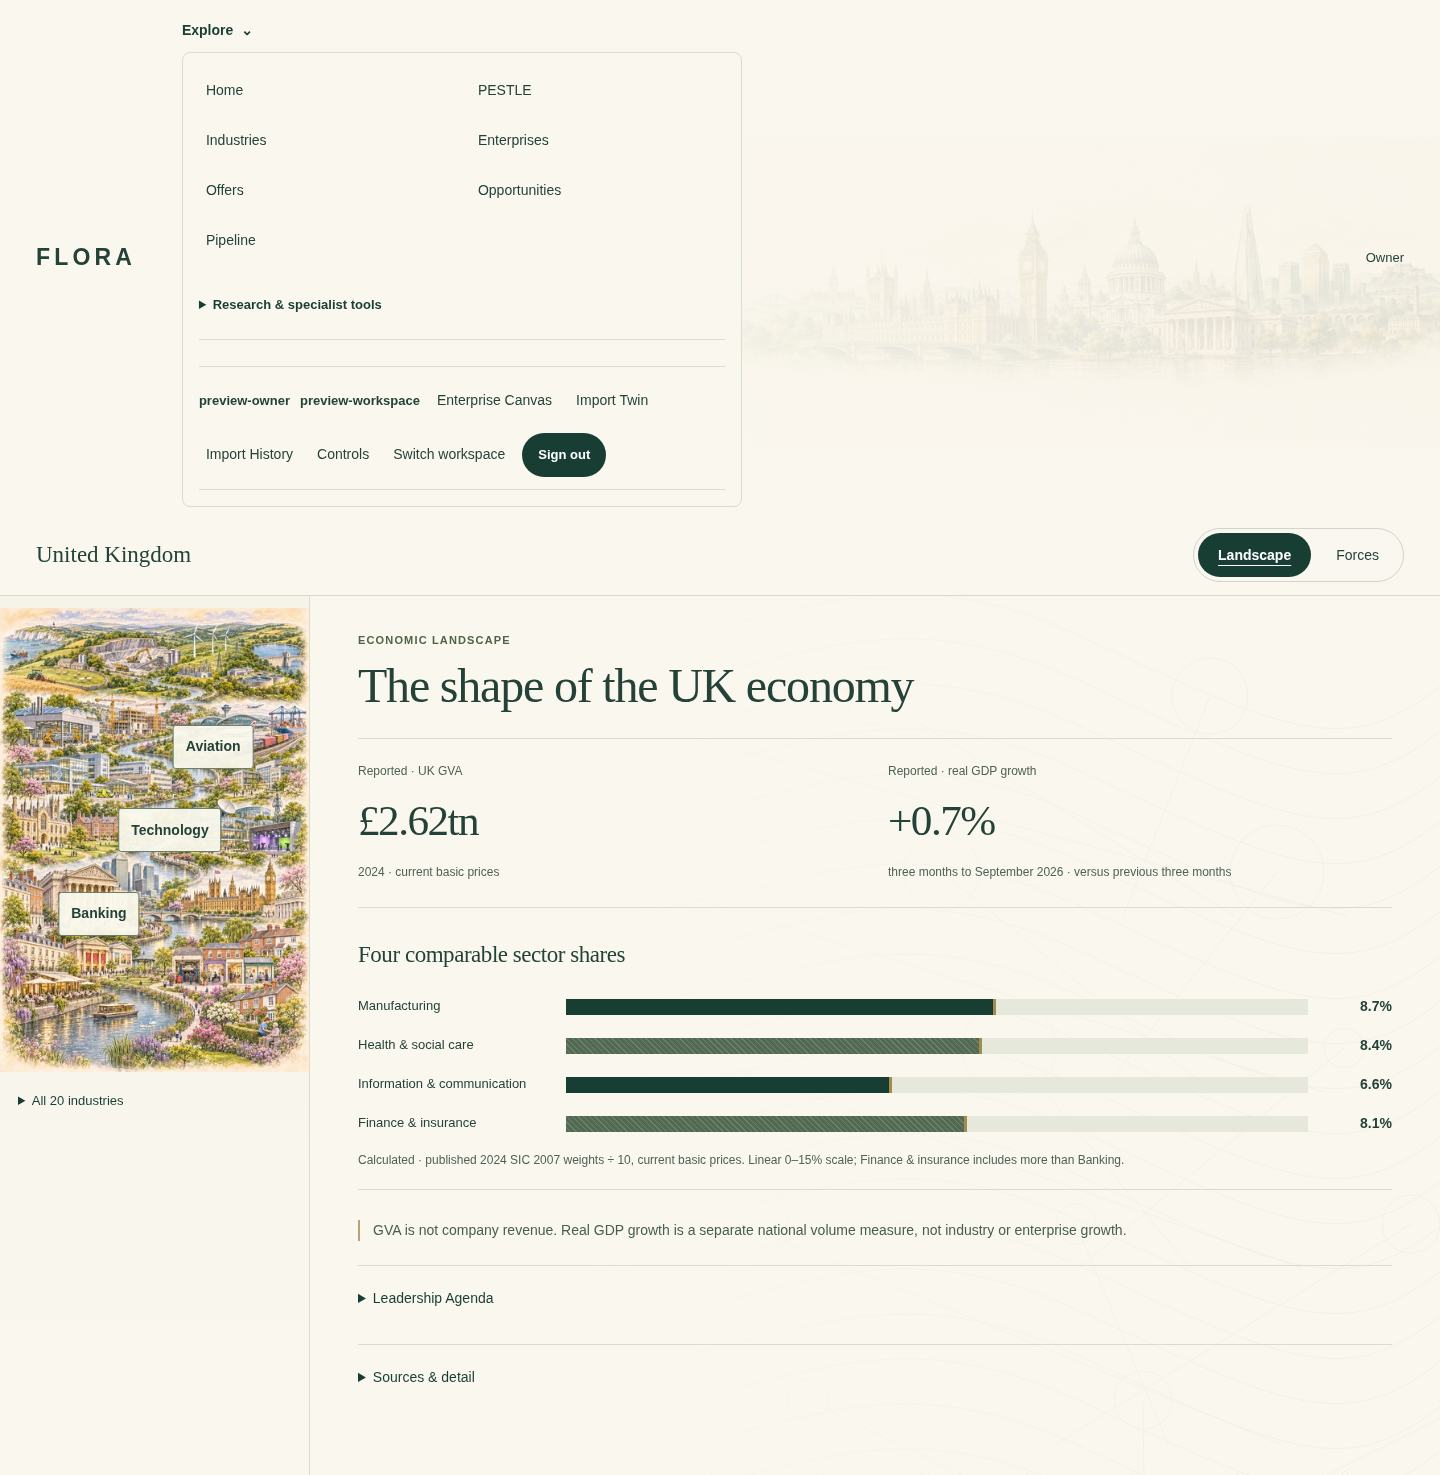 Explore
Home
PESTLE
Industries
Enterprises
Offers
Opportunities
Pipeline
FLORA
Owner
Research & specialist tools
preview-owner preview-workspace Enterprise Canvas Import Twin
Import History Controls Switch workspace Sign out
United Kingdom
Landscape
Forces
Aviation
Technology
Banking
All 20 industries
ECONOMIC LANDSCAPE
The shape of the UK economy
Reported · UK GVA
£2.62tn
2024 · current basic prices
Reported · real GDP growth
+0.7%
three months to September 2026 · versus previous three months
Four comparable sector shares
Manufacturing 8.7%
Health & social care 8.4%
Information & communication 6.6%
Finance & insurance 8.1%
Calculated · published 2024 SIC 2007 weights ÷ 10, current basic prices. Linear 0–15% scale; Finance & insurance includes more than Banking.
GVA is not company revenue. Real GDP growth is a separate national volume measure, not industry or enterprise growth.
Leadership Agenda
Sources & detail